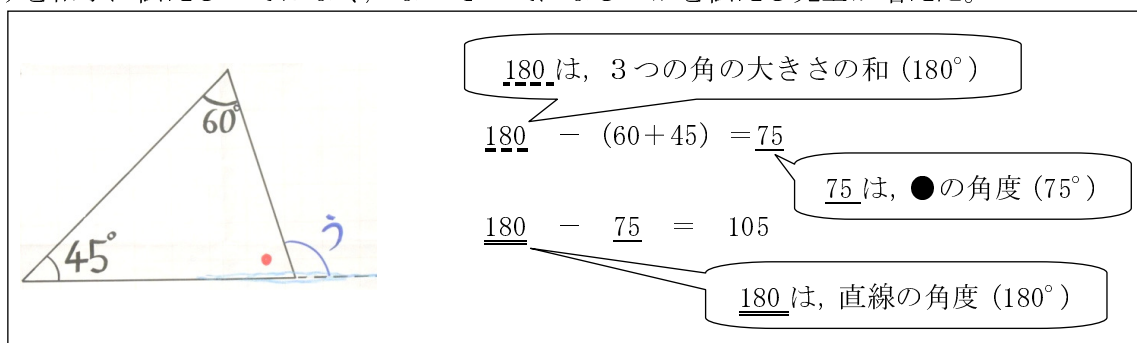 180は，3つの角の大きさの和(180°)
180 － (60＋45) ＝75
75は，●の角度(75°)
180 － 75 ＝ 105
180は，直線の角度(180°)
60°
45°
う